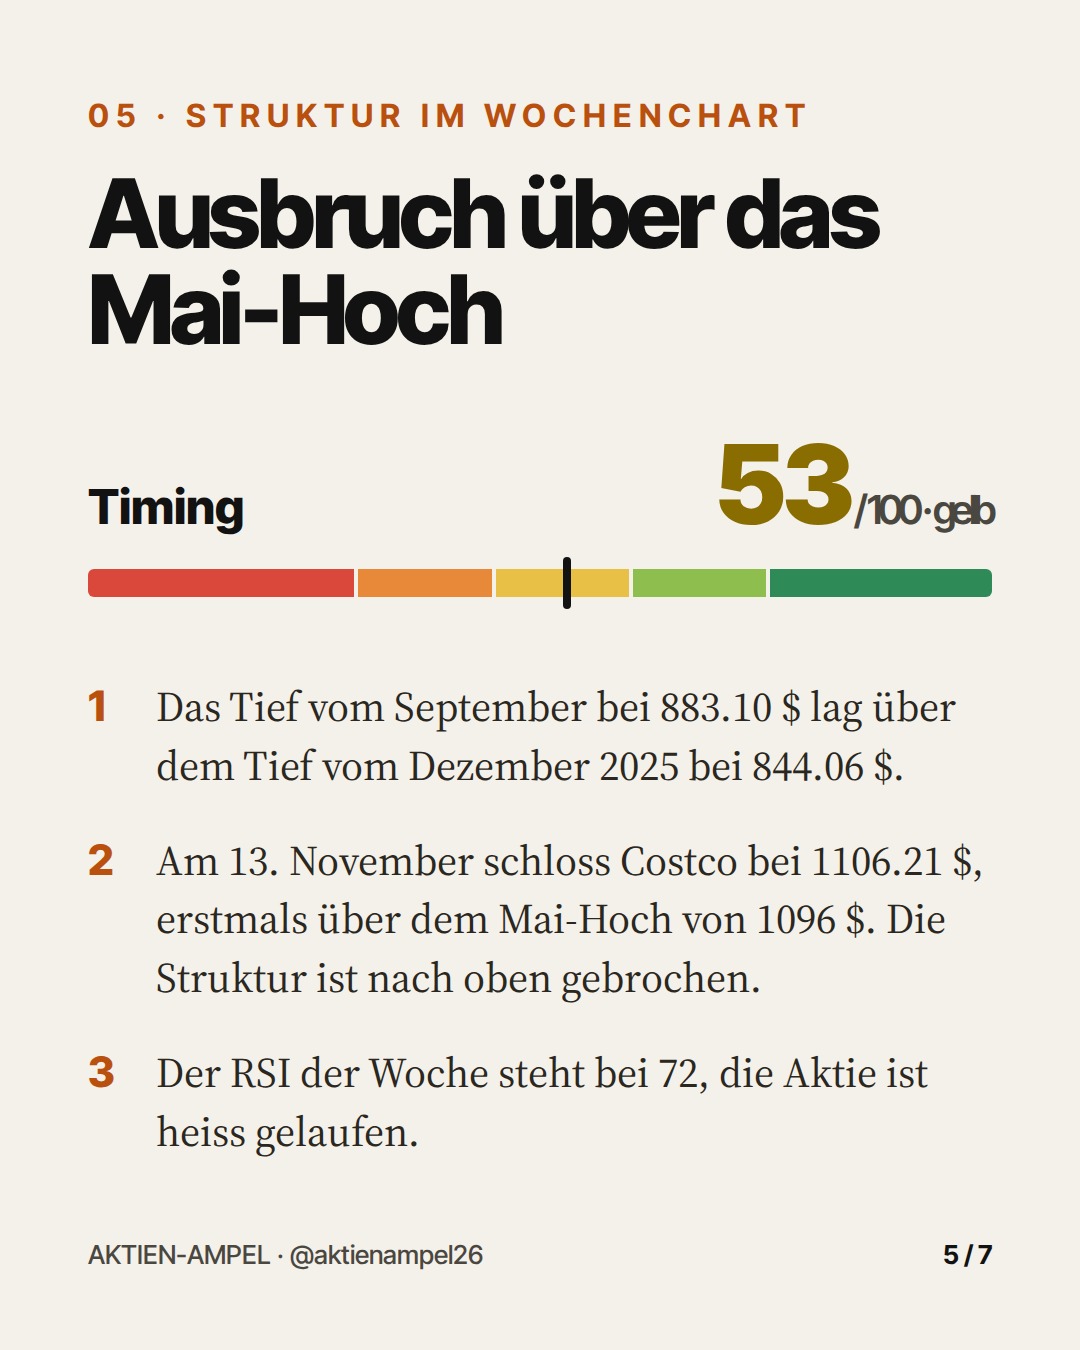 05 · STRUKTUR IM WOCHENCHART
Ausbruch über das
Mai-Hoch
Timing
53/100·gelb
1 Das Tief vom September bei 883.10 $ lag über
dem Tief vom Dezember 2025 bei 844.06 $.
2 Am 13. November schloss Costco bei 1106.21 $,
erstmals über dem Mai-Hoch von 1096 $. Die
Struktur ist nach oben gebrochen.
3 Der RSI der Woche steht bei 72, die Aktie ist
heiss gelaufen.
AKTIEN-AMPEL · @aktienampel26
5 / 7